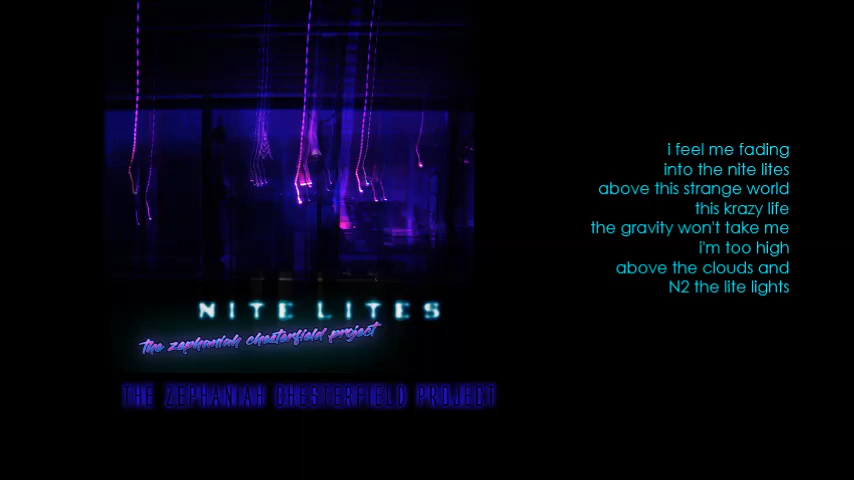 NITE LITES
the zephaniah chesterfield project
THE ZEPHANIAH CHESTERFIELD PROJECT
i feel me fading
into the nite lites
above this strange world
this krazy life
the gravity won't take me
i'm too high
above the clouds and
N2 the lite lights